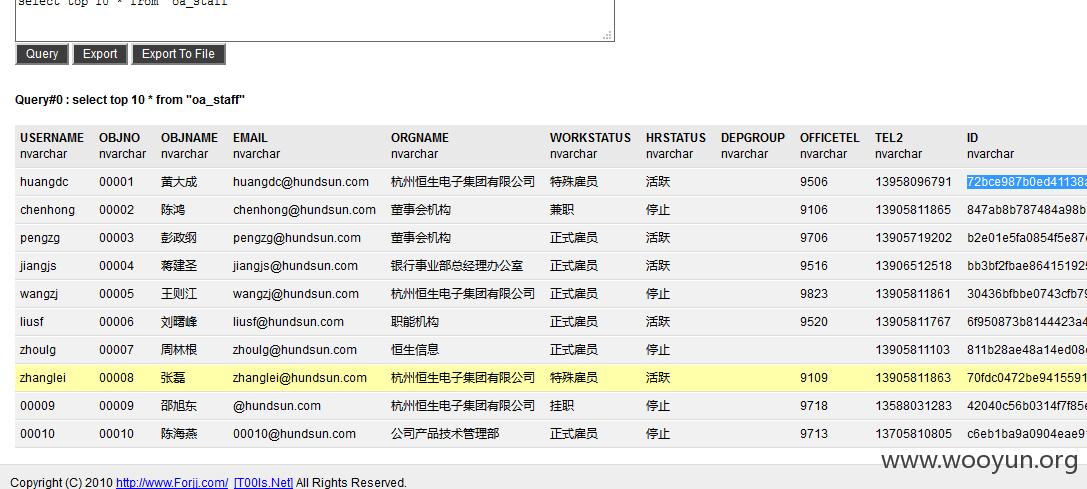 select top 10 * from "oa_staff"
Query Export Export To File
Query#0 : select top 10 * from "oa_staff"
USERNAME OBJNO OBJNAME EMAIL ORGNAME WORKSTATUS HRSTATUS DEPGROUP OFFICETEL TEL2 ID
nvarchar nvarchar nvarchar nvarchar nvarchar nvarchar nvarchar nvarchar nvarchar nvarchar nvarchar
huangdc 00001 黄大成 huangdc@hundsun.com 杭州恒生电子集团有限公司 特殊雇员 活跃 9506 13958096791 72bce987b0ed41138
chenhong 00002 陈鸿 chenhong@hundsun.com 董事会机构 兼职 停止 9106 13905811865 847ab8b787484a98b
pengzg 00003 彭政纲 pengzg@hundsun.com 董事会机构 正式雇员 活跃 9706 13905719202 b2e01e5fa0854f5e87
jiangjs 00004 蒋建圣 jiangjs@hundsun.com 银行事业部总经理办公室 正式雇员 活跃 9516 13906512518 bb3bf2fbae86415192
wangzj 00005 王则江 wangzj@hundsun.com 杭州恒生电子集团有限公司 正式雇员 停止 9823 13905811861 30436bfbbe0743cfb79
liusf 00006 刘曙峰 liusf@hundsun.com 职能机构 正式雇员 活跃 9520 13905811767 6f950873b8144423a4
zhoulg 00007 周林根 zhoulg@hundsun.com 恒生信息 正式雇员 停止 13905811103 811b28ae48a14ed08
zhanglei 00008 张磊 zhanglei@hundsun.com 杭州恒生电子集团有限公司 特殊雇员 活跃 9109 13905811863 70fdc0472be9415591
00009 00009 邵旭东 @hundsun.com 杭州恒生电子集团有限公司 挂职 停止 9718 13588031283 42040c56b0314f7f85
00010 00010 陈海燕 00010@hundsun.com 公司产品技术管理部 正式雇员 停止 9713 13705810805 c6eb1ba9a0904eae9
www.wooyun.org
Copyright (C) 2010 http://www.Forjj.com/ [T00ls.Net] All Rights Reserved.